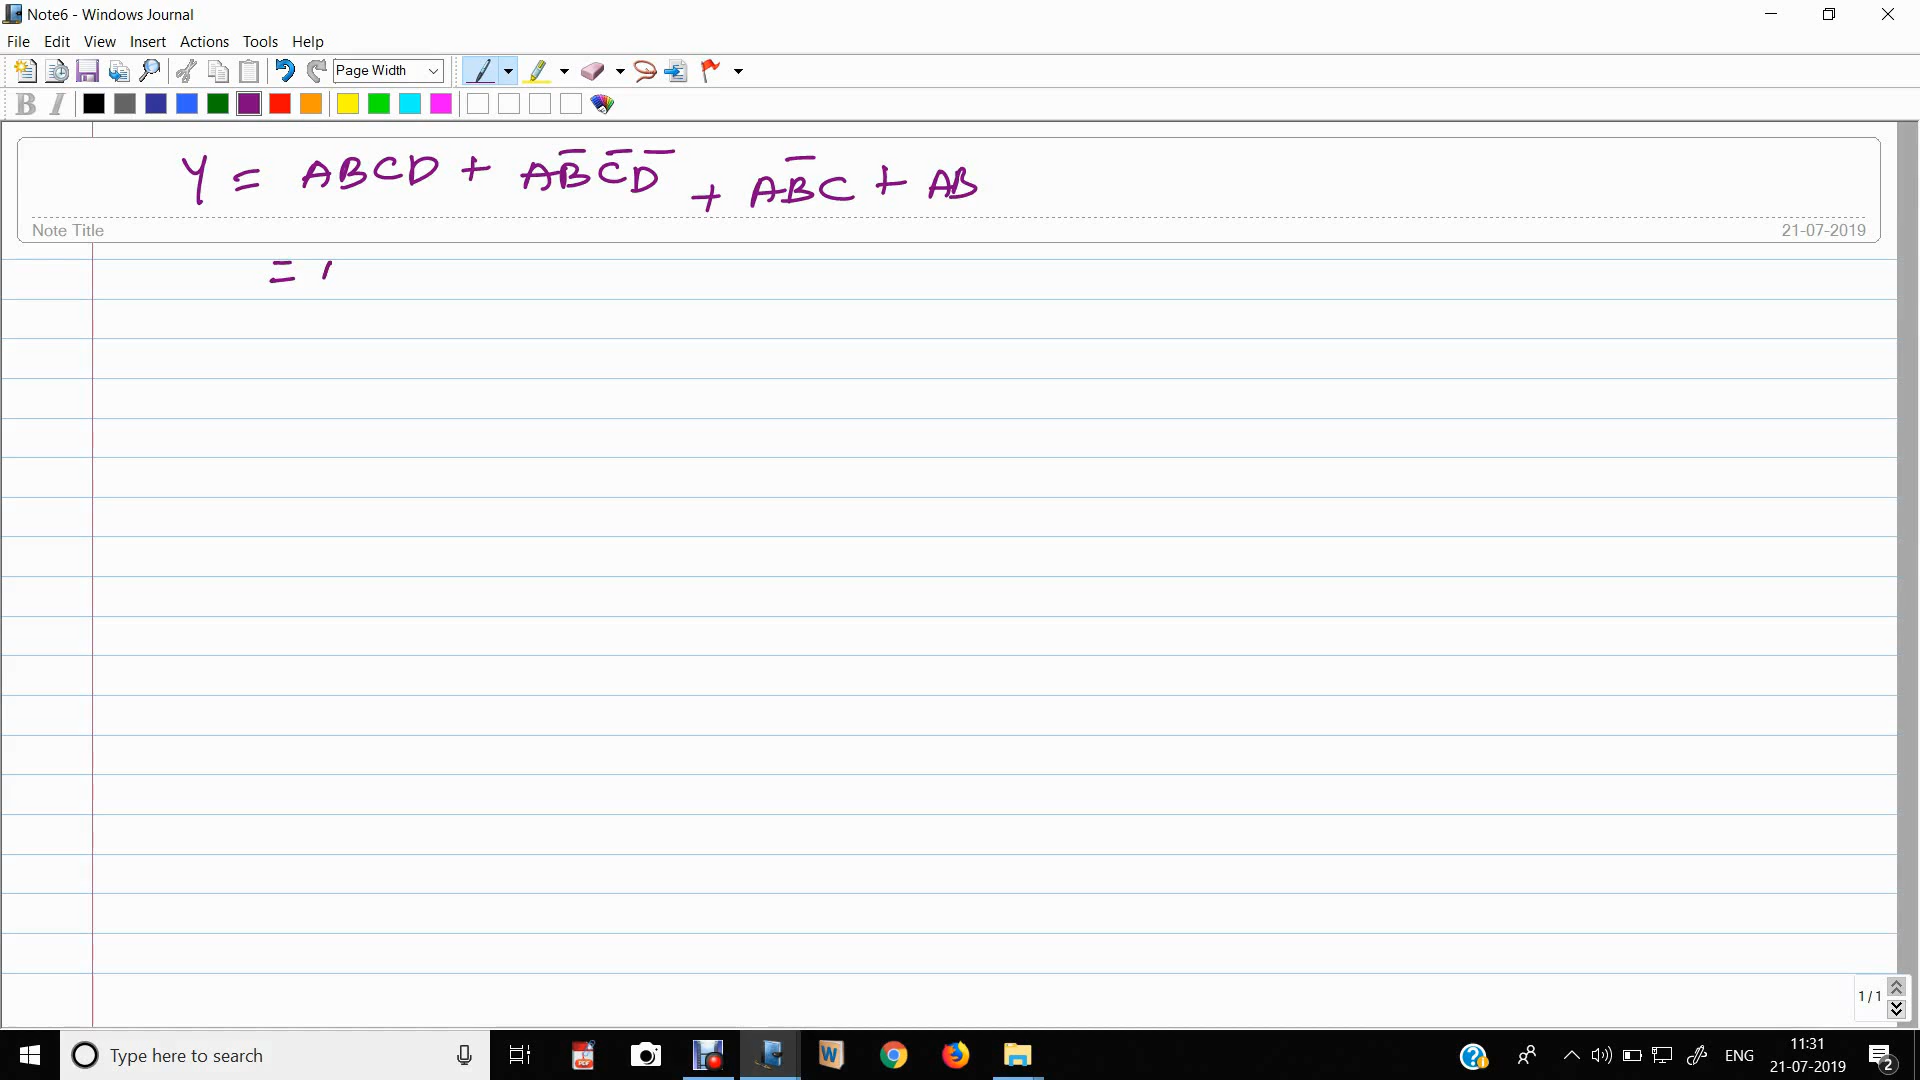 Note6 - Windows Journal
File Edit View Insert Actions Tools Help
Page Width
B I
Y = ABCD + AB̅C̅D̅ + AB̅C + AB
Note Title 21-07-2019
=
1 / 1
Type here to search
W
ENG
11:31
21-07-2019
2